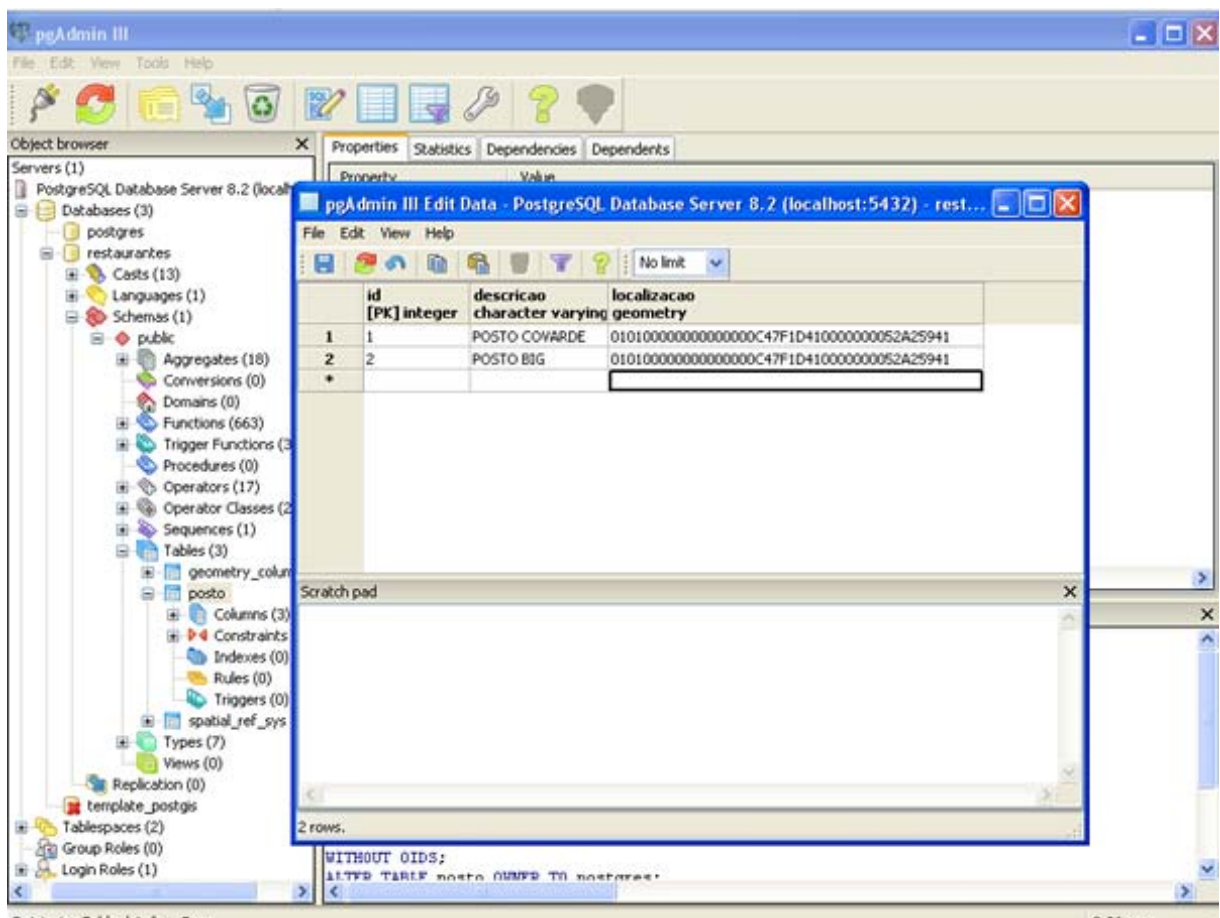 pgAdmin III
File Edit View Tools Help
Object browser
Servers (1)
PostgreSQL Database Server 8.2 (localh
Databases (3)
postgres
restaurantes
Casts (13)
Languages (1)
Schemas (1)
public
Aggregates (18)
Conversions (0)
Domains (0)
Functions (663)
Trigger Functions (3
Procedures (0)
Operators (17)
Operator Classes (2
Sequences (1)
Tables (3)
geometry_colum
posto
Columns (3)
Constraints
Indexes (0)
Rules (0)
Triggers (0)
spatial_ref_sys
Types (7)
Views (0)
Replication (0)
template_postgis
Tablespaces (2)
Group Roles (0)
Login Roles (1)
Properties Statistics Dependencies Dependents
Property Value
pgAdmin III Edit Data - PostgreSQL Database Server 8.2 (localhost:5432) - rest...
File Edit View Help
No limit
id descricao localizacao
[PK] integer character varying geometry
1 1 POSTO COVARDE 0101000000000000000C47F1D410000000052A25941
2 2 POSTO BIG 0101000000000000000C47F1D410000000052A25941
*
Scratch pad
2 rows.
WITHOUT OIDS;
ALTER TABLE posto OWNER TO postgres;